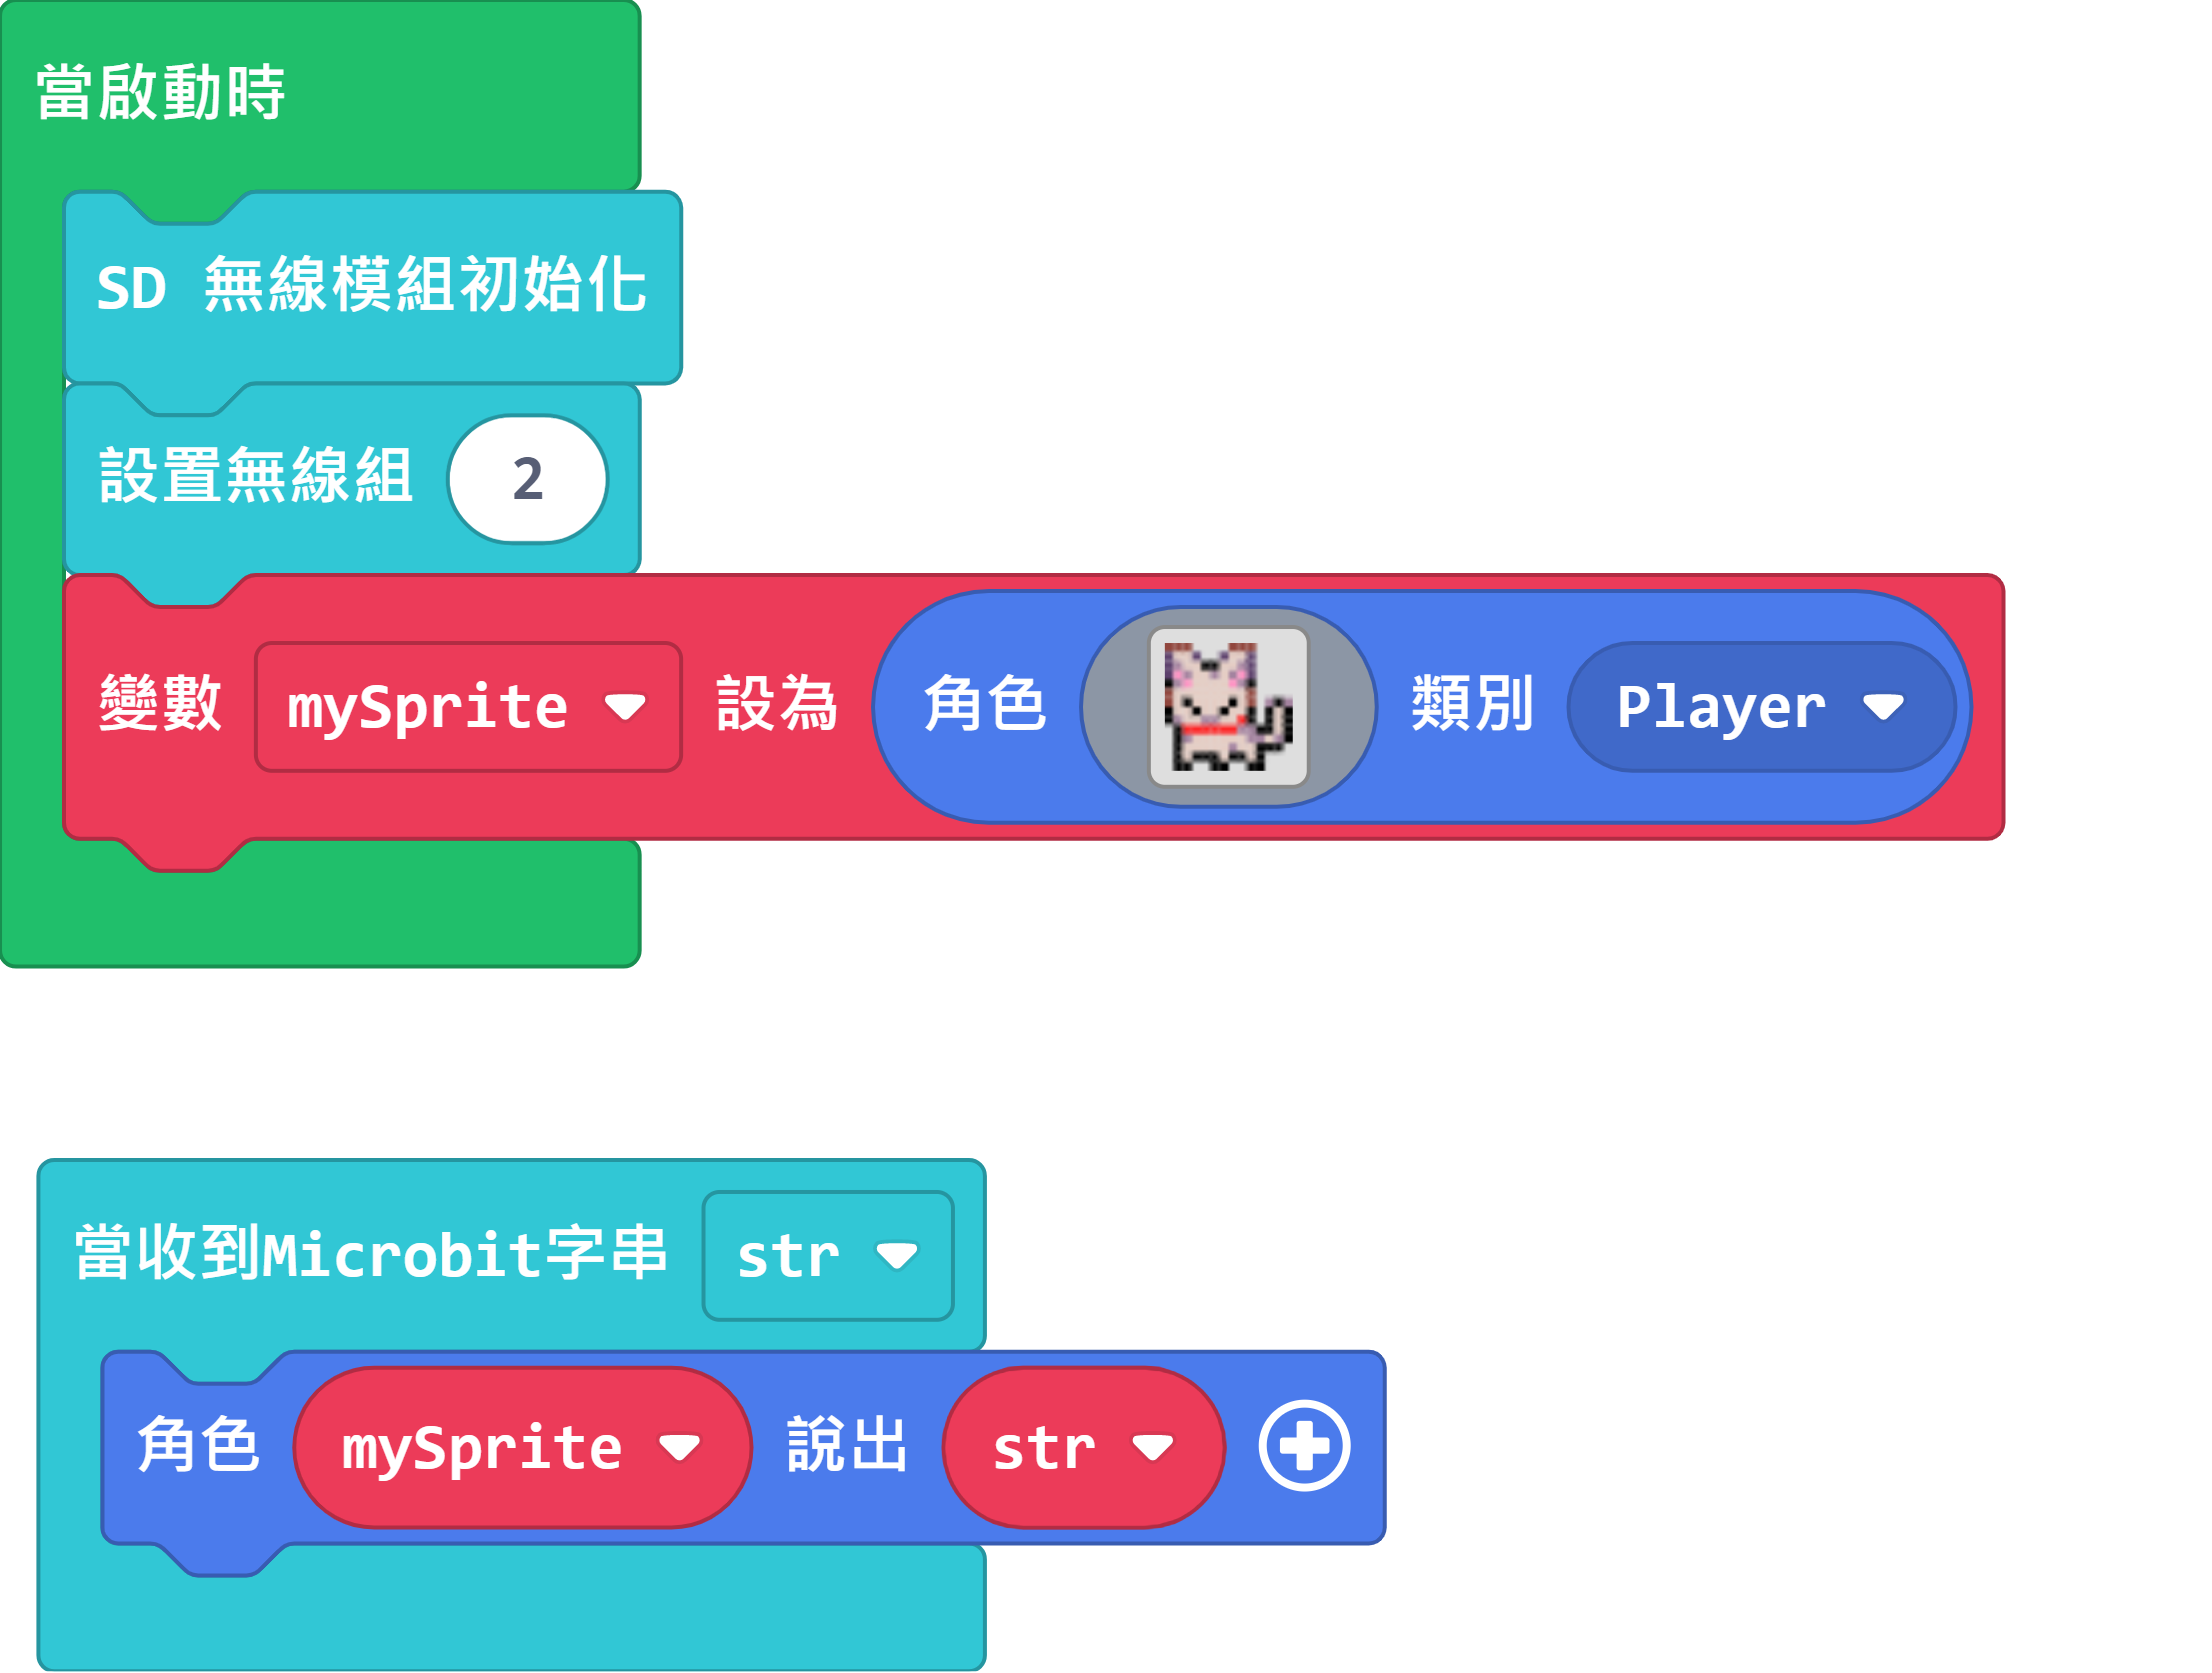 當啟動時
SD 無線模組初始化
設置無線組 2
變數 mySprite 設為 角色 類別 Player
當收到Microbit字串 str
角色 mySprite 說出 str